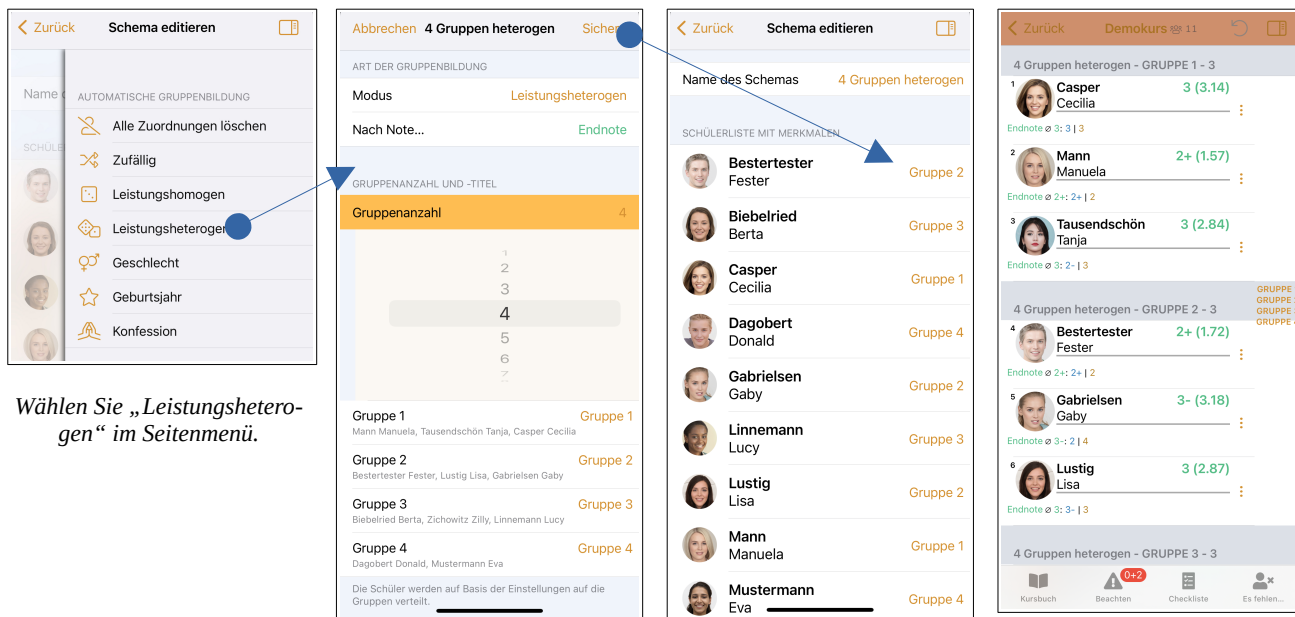 Zurück
Schema editieren
Name d
AUTOMATISCHE GRUPPENBILDUNG
Alle Zuordnungen löschen
SCHÜLE
Zufällig
Leistungshomogen
Leistungsheterogen
Geschlecht
Geburtsjahr
Konfession
Wählen Sie „Leistungshetero-
gen“ im Seitenmenü.
Abbrechen 4 Gruppen heterogen Sicher
ART DER GRUPPENBILDUNG
Modus Leistungsheterogen
Nach Note... Endnote
GRUPPENANZAHL UND -TITEL
Gruppenanzahl 4
1
2
3
4
5
6
7
Gruppe 1 Gruppe 1
Mann Manuela, Tausendschön Tanja, Casper Cecilia
Gruppe 2 Gruppe 2
Bestertester Fester, Lustig Lisa, Gabrielsen Gaby
Gruppe 3 Gruppe 3
Biebelried Berta, Zichowitz Zilly, Linnemann Lucy
Gruppe 4 Gruppe 4
Dagobert Donald, Mustermann Eva
Die Schüler werden auf Basis der Einstellungen auf die
Gruppen verteilt.
Zurück Schema editieren
Name des Schemas 4 Gruppen heterogen
SCHÜLERLISTE MIT MERKMALEN
Bestertester
Fester
Gruppe 2
Biebelried
Berta
Gruppe 3
Casper
Cecilia
Gruppe 1
Dagobert
Donald
Gruppe 4
Gabrielsen
Gaby
Gruppe 2
Linnemann
Lucy
Gruppe 3
Lustig
Lisa
Gruppe 2
Mann
Manuela
Gruppe 1
Mustermann
Eva
Gruppe 4
Zurück Demokurs 11
4 Gruppen heterogen - GRUPPE 1 - 3
1 Casper 3 (3.14)
Cecilia
Endnote ⌀ 3: 3 | 3
2 Mann 2+ (1.57)
Manuela
Endnote ⌀ 2+: 2+ | 2
3 Tausendschön 3 (2.84)
Tanja
Endnote ⌀ 3: 2- | 3
GRUPPE
GRUPPE
GRUPPE
GRUPPE
4 Gruppen heterogen - GRUPPE 2 - 3
4 Bestertester 2+ (1.72)
Fester
Endnote ⌀ 2+: 2+ | 2
5 Gabrielsen 3- (3.18)
Gaby
Endnote ⌀ 3-: 2 | 4
6 Lustig 3 (2.87)
Lisa
Endnote ⌀ 3: 3- | 3
4 Gruppen heterogen - GRUPPE 3 - 3
0+2
Kursbuch Beachten Checkliste Es fehlen...